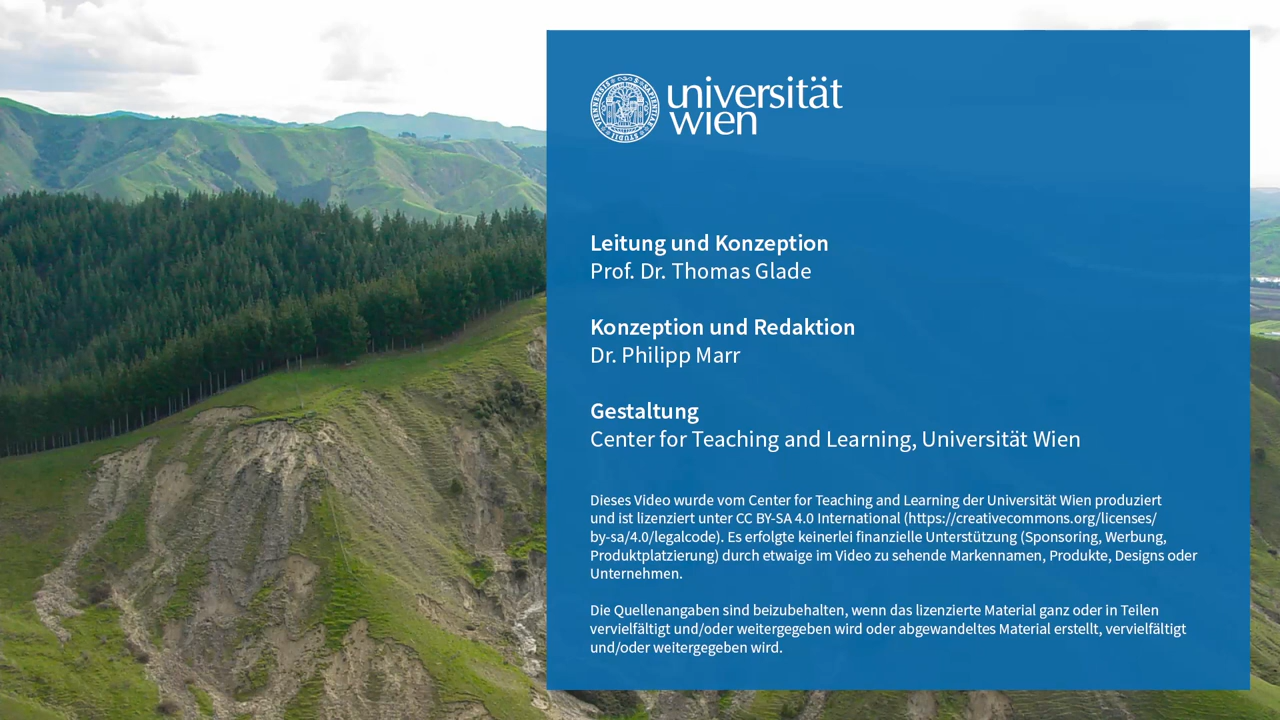 universität
wien
Leitung und Konzeption
Prof. Dr. Thomas Glade
Konzeption und Redaktion
Dr. Philipp Marr
Gestaltung
Center for Teaching and Learning, Universität Wien
Dieses Video wurde vom Center for Teaching and Learning der Universität Wien produziert
und ist lizenziert unter CC BY-SA 4.0 International (https://creativecommons.org/licenses/
by-sa/4.0/legalcode). Es erfolgte keinerlei finanzielle Unterstützung (Sponsoring, Werbung,
Produktplatzierung) durch etwaige im Video zu sehende Markennamen, Produkte, Designs oder
Unternehmen.
Die Quellenangaben sind beizubehalten, wenn das lizenzierte Material ganz oder in Teilen
vervielfältigt und/oder weitergegeben wird oder abgewandeltes Material erstellt, vervielfältigt
und/oder weitergegeben wird.